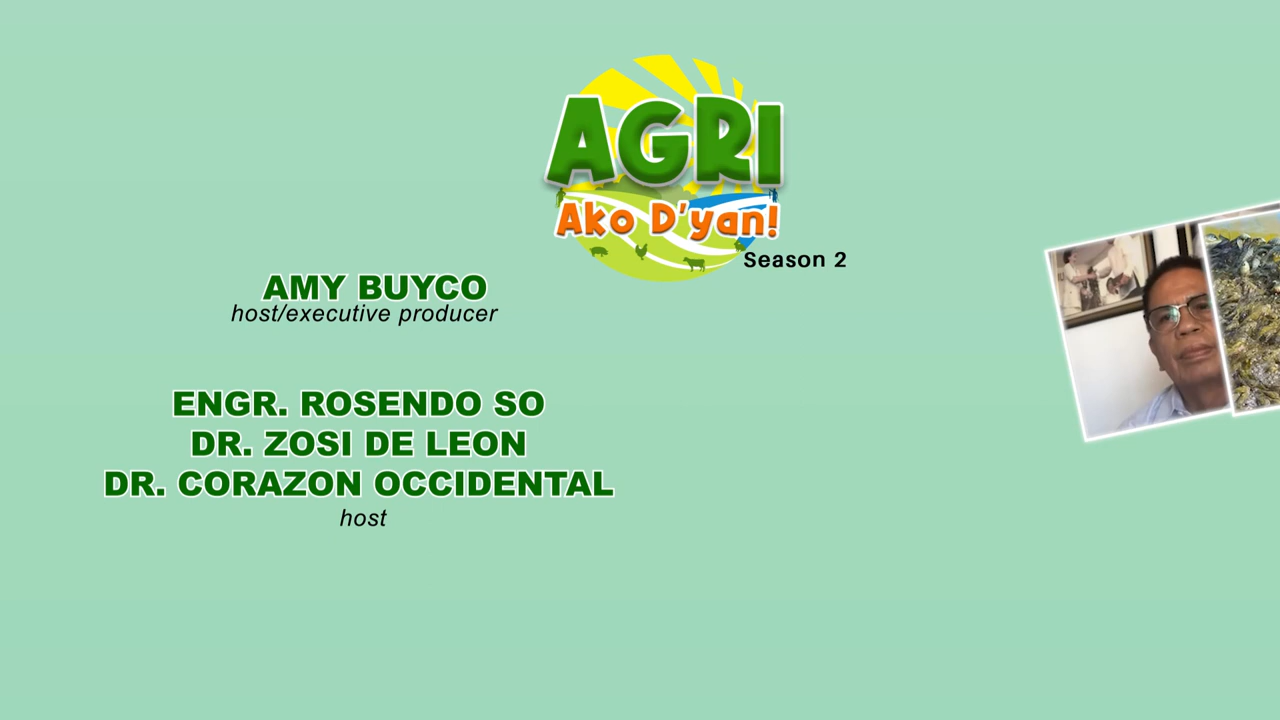 AGRI
Ako D'yan!
Season 2
AMY BUYCO
host/executive producer
ENGR. ROSENDO SO
DR. ZOSI DE LEON
DR. CORAZON OCCIDENTAL
host